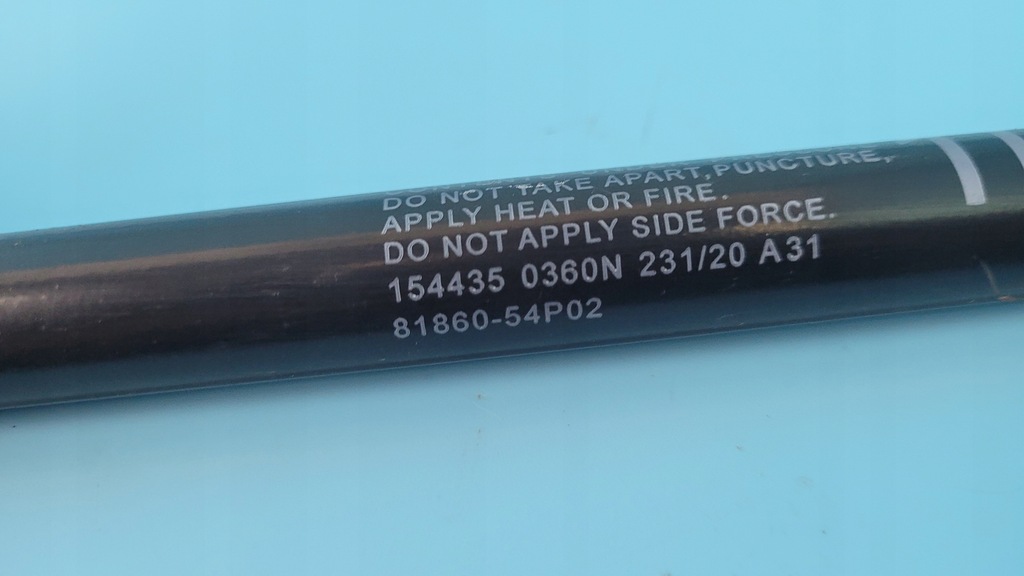 DO NOT TAKE APART,PUNCTURE,
APPLY HEAT OR FIRE.
DO NOT APPLY SIDE FORCE.
154435 0360N 231/20 A31
81860-54P02